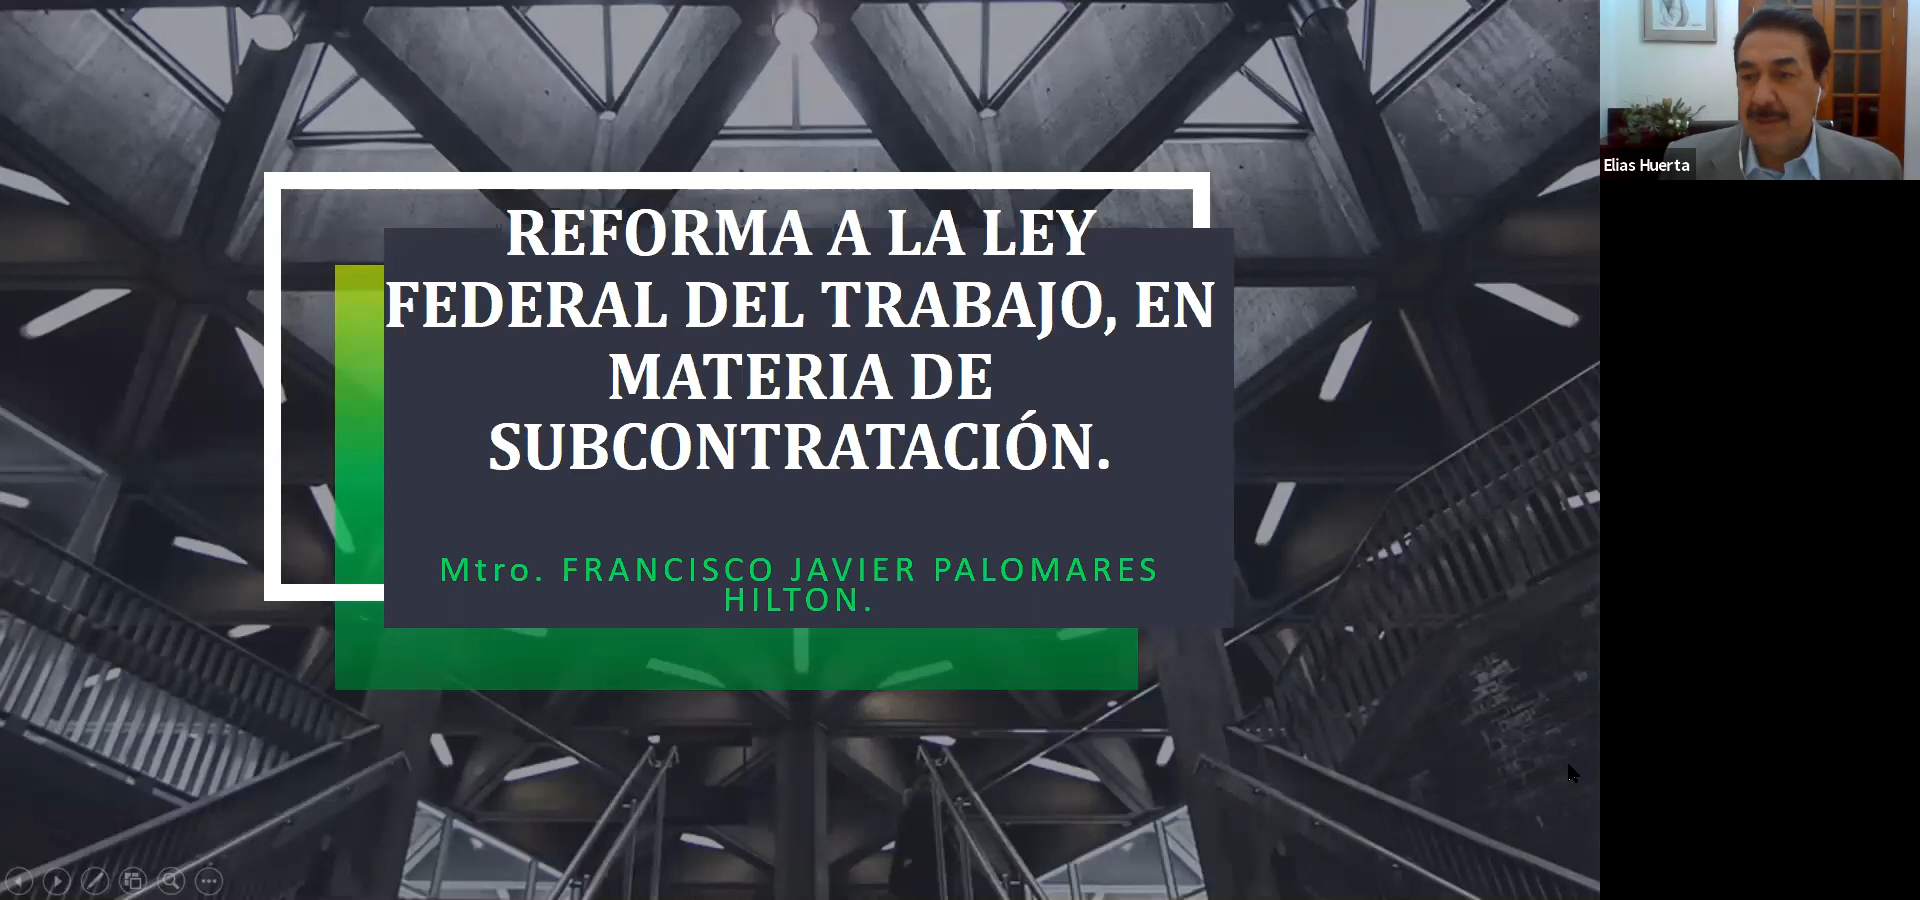 REFORMA A LA LEY
FEDERAL DEL TRABAJO, EN
MATERIA DE
SUBCONTRATACIÓN.
Mtro. FRANCISCO JAVIER PALOMARES
HILTON.
Elias Huerta